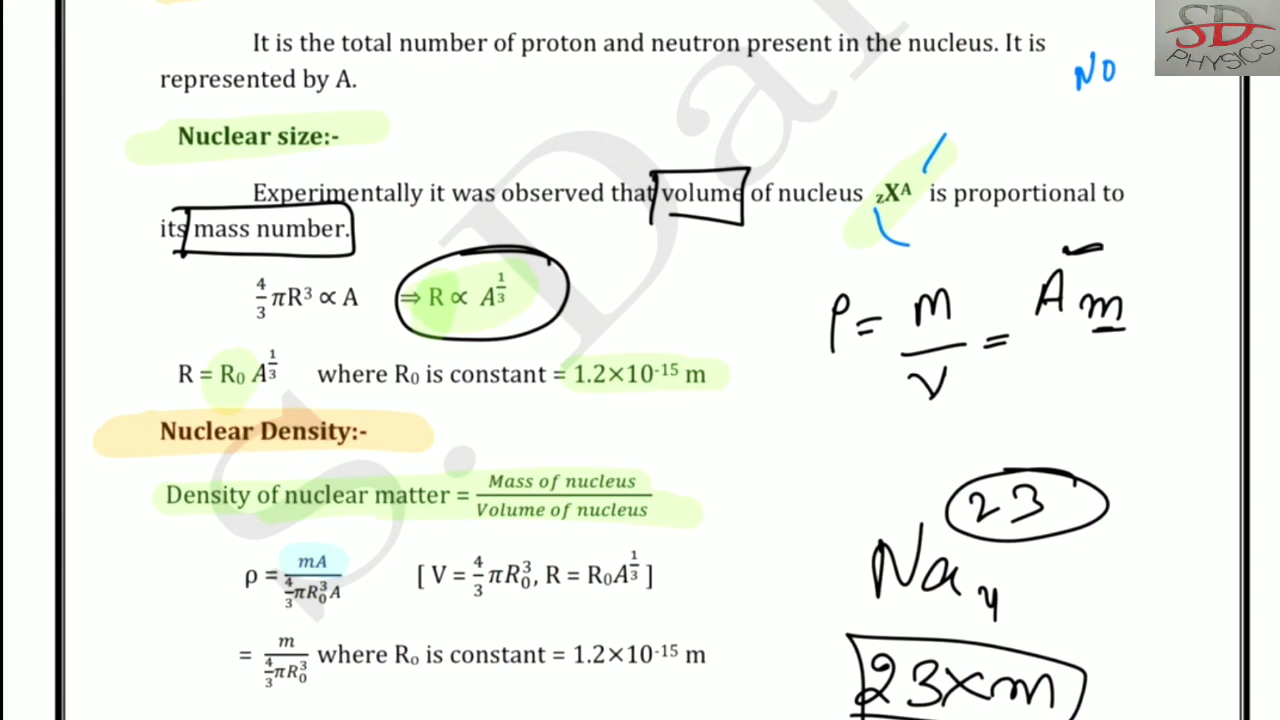 It is the total number of proton and neutron present in the nucleus. It is
represented by A.
SD
PHYSICS
NO
Nuclear size:-
Experimentally it was observed that volume of nucleus ZXᴬ is proportional to
its mass number.
4/3 πR³ ∝ A ⇒ R ∝ A^(1/3)
ρ = m/V = A m
R = R₀ A^(1/3) where R₀ is constant = 1.2×10⁻¹⁵ m
Nuclear Density:-
Density of nuclear matter = Mass of nucleus / Volume of nucleus
23
Na
ρ = mA / (4/3 πR₀³A) [ V = 4/3 πR₀³, R = R₀A^(1/3) ]
= m / (4/3 πR₀³) where Rₒ is constant = 1.2×10⁻¹⁵ m
23×m
S. Dar